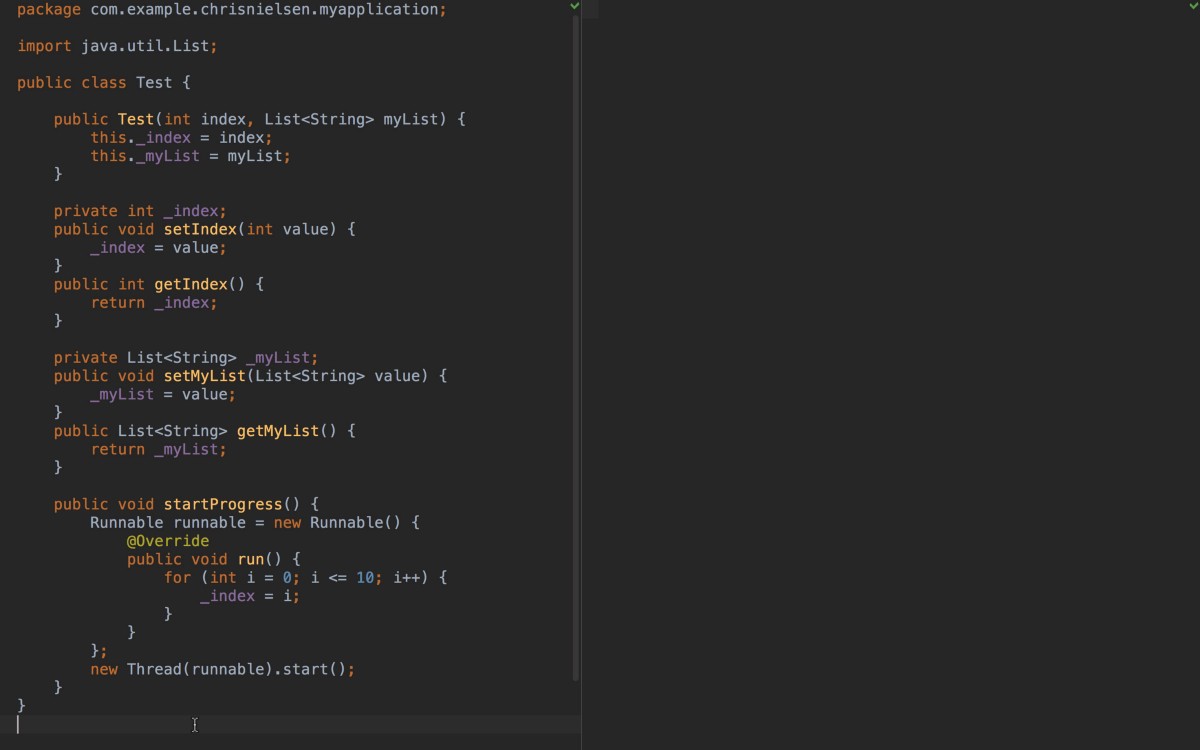 package com.example.chrisnielsen.myapplication;
import java.util.List;
public class Test {
public Test(int index, List<String> myList) {
this._index = index;
this._myList = myList;
}
private int _index;
public void setIndex(int value) {
_index = value;
}
public int getIndex() {
return _index;
}
private List<String> _myList;
public void setMyList(List<String> value) {
_myList = value;
}
public List<String> getMyList() {
return _myList;
}
public void startProgress() {
Runnable runnable = new Runnable() {
@Override
public void run() {
for (int i = 0; i <= 10; i++) {
_index = i;
}
}
};
new Thread(runnable).start();
}
}